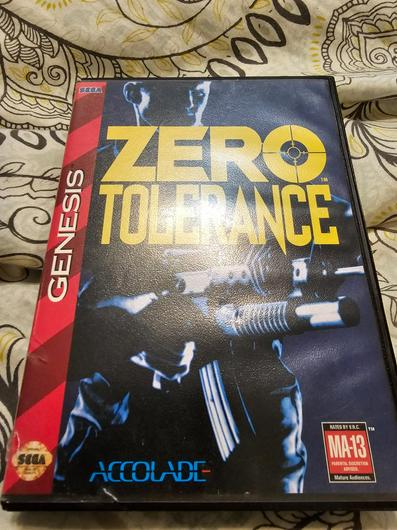 SEGA
ZERO
TOLERANCE
TM
GENESIS
ACCOLADE
SEGA
RATED BY V.R.C.
TM
MA-13
PARENTAL DISCRETION
ADVISED.
Mature Audiences.